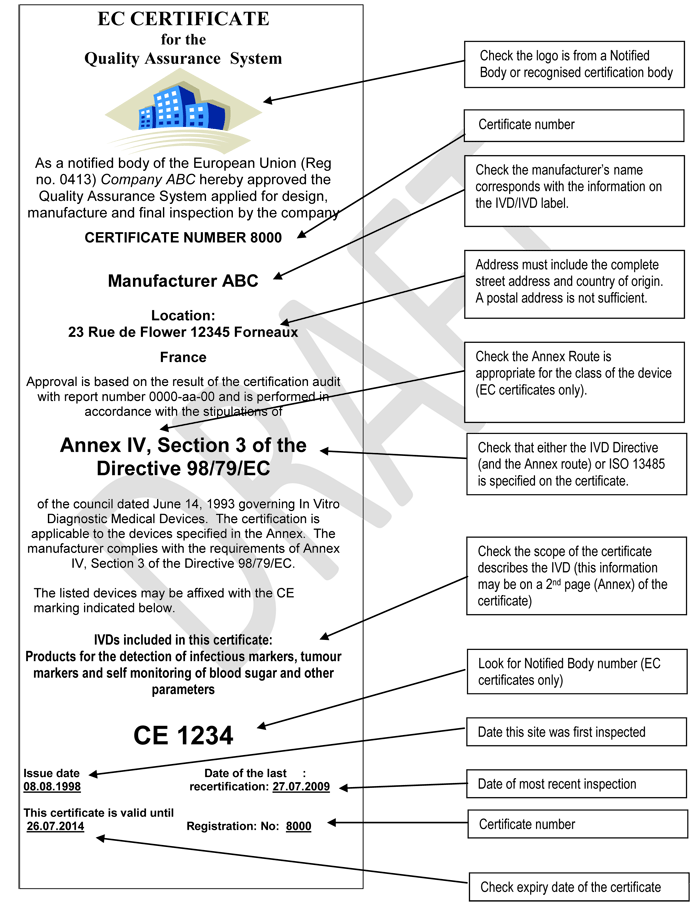 EC CERTIFICATE
for the
Quality Assurance System
As a notified body of the European Union (Reg
no. 0413) Company ABC hereby approved the
Quality Assurance System applied for design,
manufacture and final inspection by the company
CERTIFICATE NUMBER 8000
Manufacturer ABC
Location:
23 Rue de Flower 12345 Forneaux
France
Approval is based on the result of the certification audit
with report number 0000-aa-00 and is performed in
accordance with the stipulations of
Annex IV, Section 3 of the
Directive 98/79/EC
of the council dated June 14, 1993 governing In Vitro
Diagnostic Medical Devices. The certification is
applicable to the devices specified in the Annex. The
manufacturer complies with the requirements of Annex
IV, Section 3 of the Directive 98/79/EC.
The listed devices may be affixed with the CE
marking indicated below.
IVDs included in this certificate:
Products for the detection of infectious markers, tumour
markers and self monitoring of blood sugar and other
parameters
CE 1234
Issue date
08.08.1998
Date of the last :
recertification: 27.07.2009
This certificate is valid until
26.07.2014
Registration: No: 8000
DRAFT
Check the logo is from a Notified
Body or recognised certification body
Certificate number
Check the manufacturer's name
corresponds with the information on
the IVD/IVD label.
Address must include the complete
street address and country of origin.
A postal address is not sufficient.
Check the Annex Route is
appropriate for the class of the device
(EC certificates only).
Check that either the IVD Directive
(and the Annex route) or ISO 13485
is specified on the certificate.
Check the scope of the certificate
describes the IVD (this information
may be on a 2nd page (Annex) of the
certificate)
Look for Notified Body number (EC
certificates only)
Date this site was first inspected
Date of most recent inspection
Certificate number
Check expiry date of the certificate